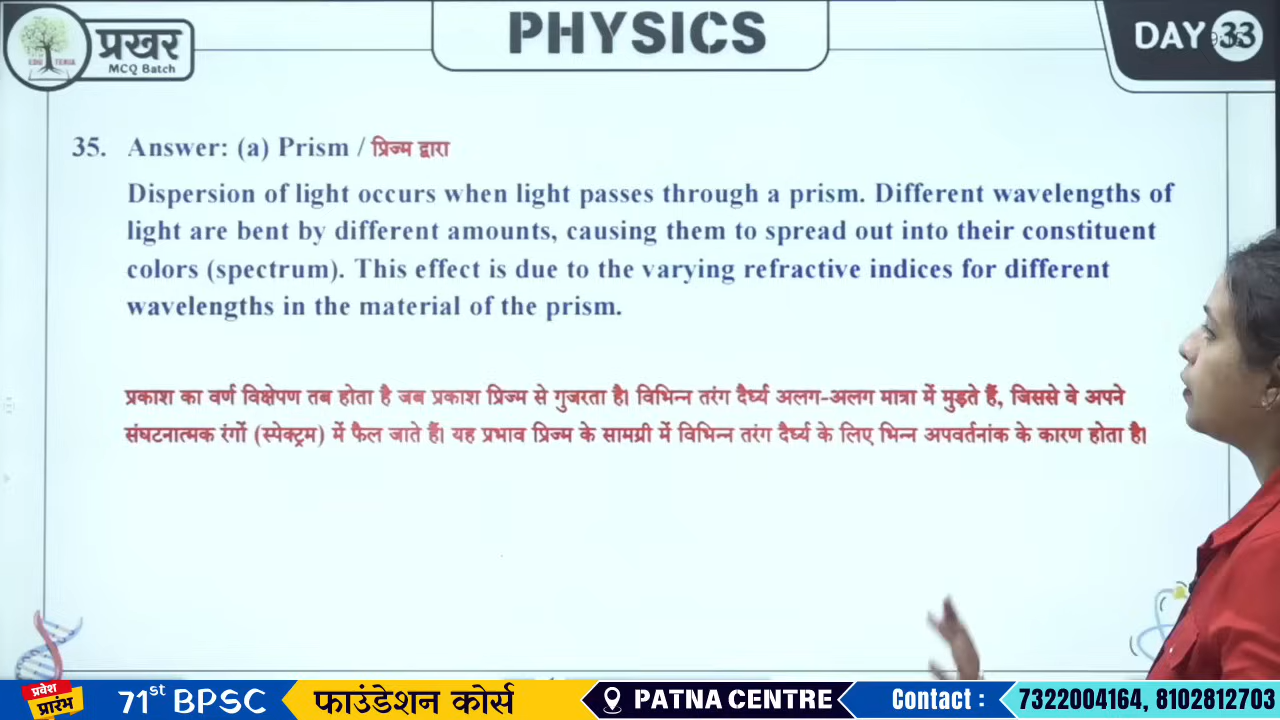 प्रखर
MCQ Batch
EDU TERIA
PHYSICS
DAY 33
35. Answer: (a) Prism / प्रिज्म द्वारा
Dispersion of light occurs when light passes through a prism. Different wavelengths of
light are bent by different amounts, causing them to spread out into their constituent
colors (spectrum). This effect is due to the varying refractive indices for different
wavelengths in the material of the prism.
प्रकाश का वर्ण विक्षेपण तब होता है जब प्रकाश प्रिज्म से गुजरता है। विभिन्न तरंग दैर्घ्य अलग-अलग मात्रा में मुड़ते हैं, जिससे वे अपने
संघटनात्मक रंगों (स्पेक्ट्रम) में फैल जाते हैं। यह प्रभाव प्रिज्म के सामग्री में विभिन्न तरंग दैर्घ्य के लिए भिन्न अपवर्तनांक के कारण होता है।
प्रवेश
प्रारंभ
71st BPSC फाउंडेशन कोर्स PATNA CENTRE Contact : 7322004164, 8102812703